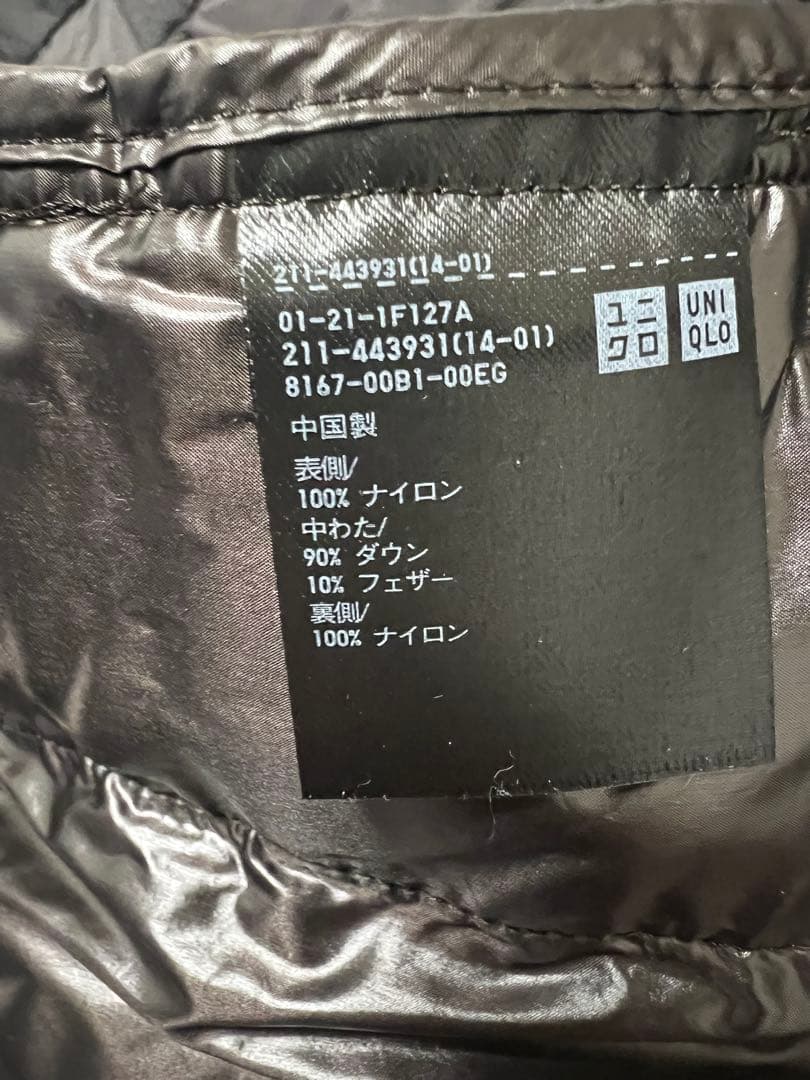 211-443931(14-01)
01-21-1F127A
211-443931(14-01)
8167-00B1-00EG
ユニ
クロ
UNI
QLO
中国製
表側/
100% ナイロン
中わた/
90% ダウン
10% フェザー
裏側/
100% ナイロン